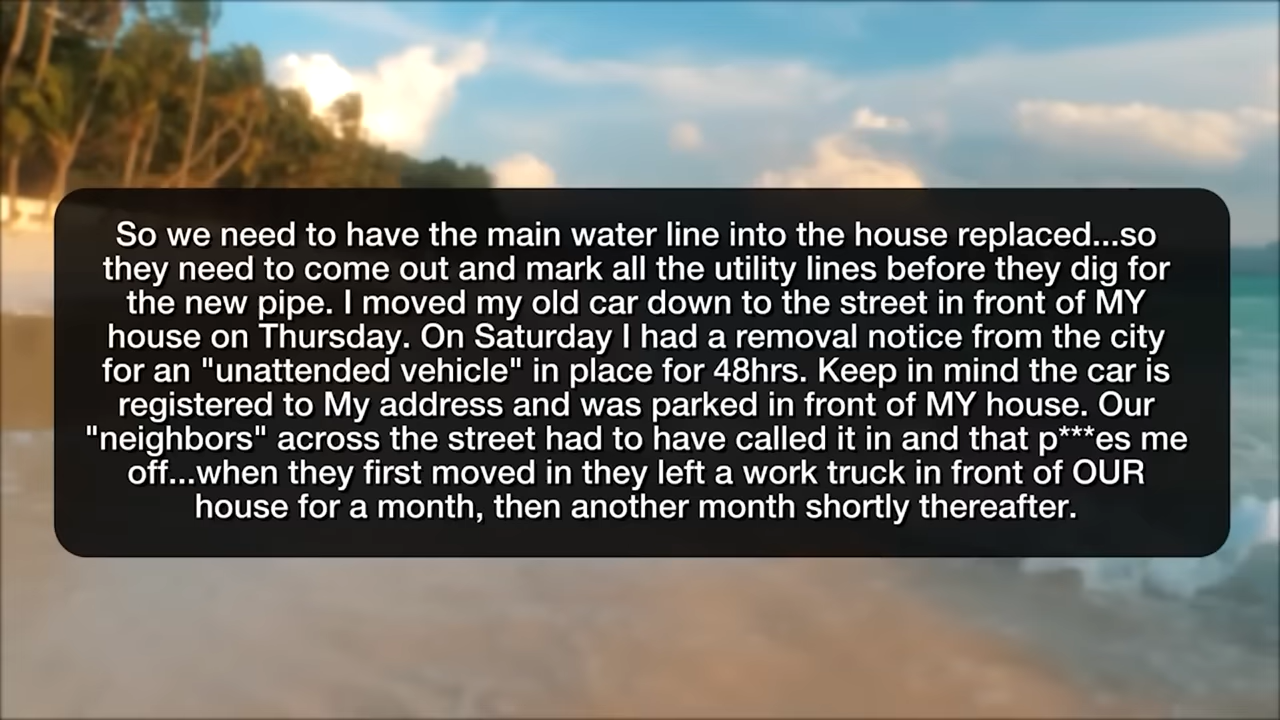 So we need to have the main water line into the house replaced...so
they need to come out and mark all the utility lines before they dig for
the new pipe. I moved my old car down to the street in front of MY
house on Thursday. On Saturday I had a removal notice from the city
for an "unattended vehicle" in place for 48hrs. Keep in mind the car is
registered to My address and was parked in front of MY house. Our
"neighbors" across the street had to have called it in and that p***es me
off...when they first moved in they left a work truck in front of OUR
house for a month, then another month shortly thereafter.